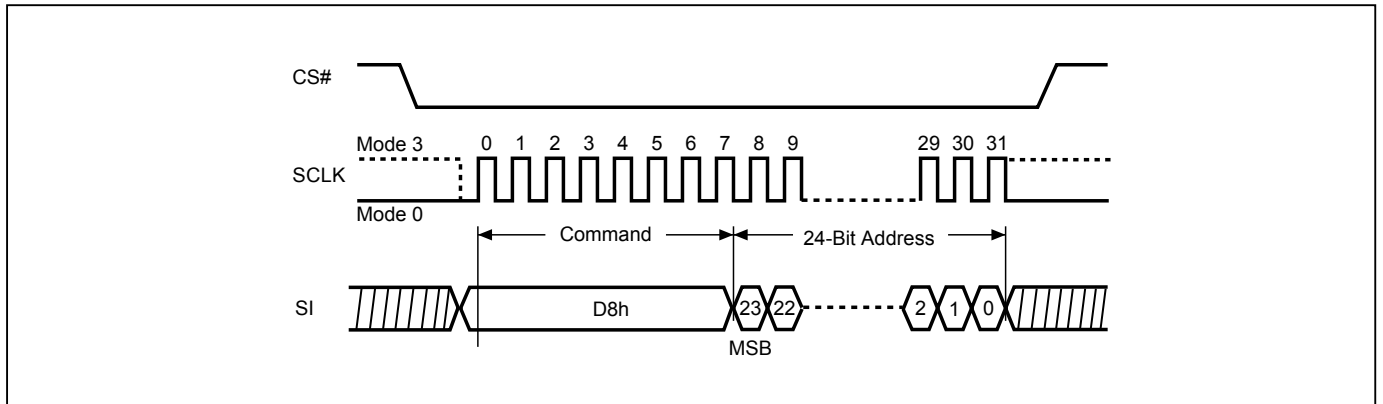 CS#
Mode 3
0 1 2 3 4 5 6 7 8 9 29 30 31
SCLK
Mode 0
Command 24-Bit Address
SI D8h 23 22 2 1 0
MSB